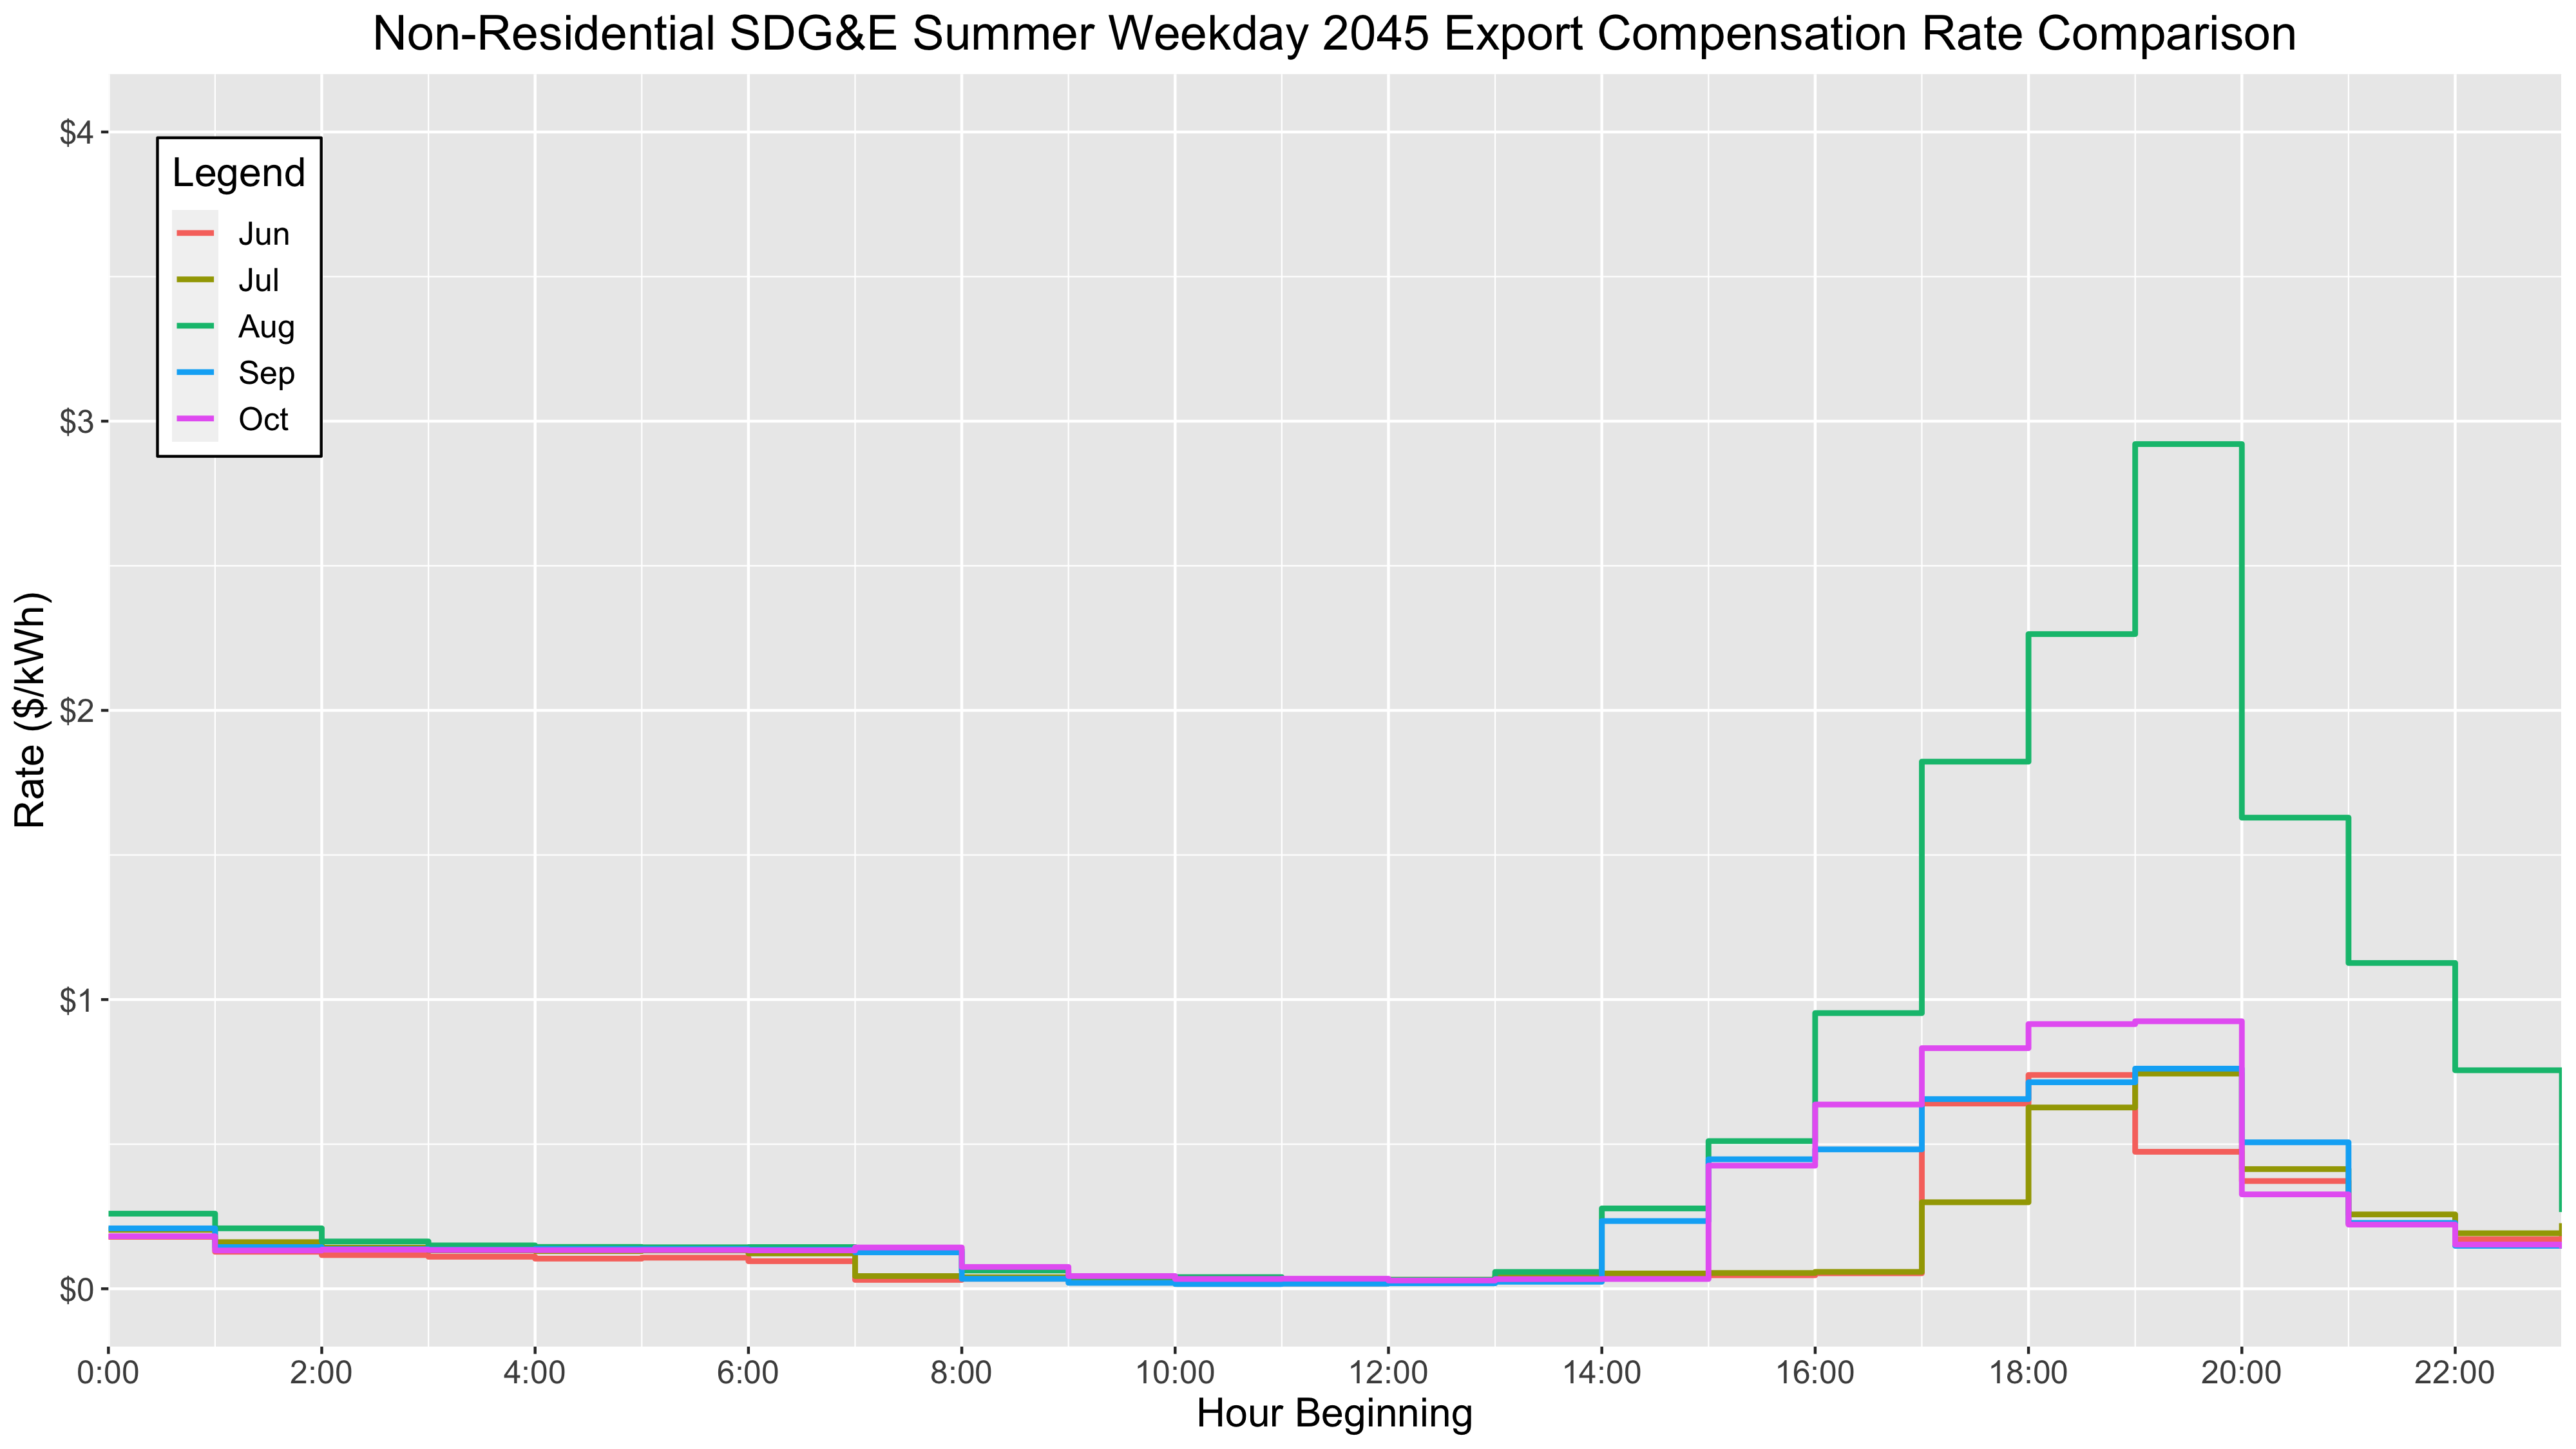 Non-Residential SDG&E Summer Weekday 2045 Export Compensation Rate Comparison
$4
Legend
Jun
Jul
Aug
Sep
Oct
$3
Rate ($/kWh)
$2
$1
$0
0:00 2:00 4:00 6:00 8:00 10:00 12:00 14:00 16:00 18:00 20:00 22:00
Hour Beginning